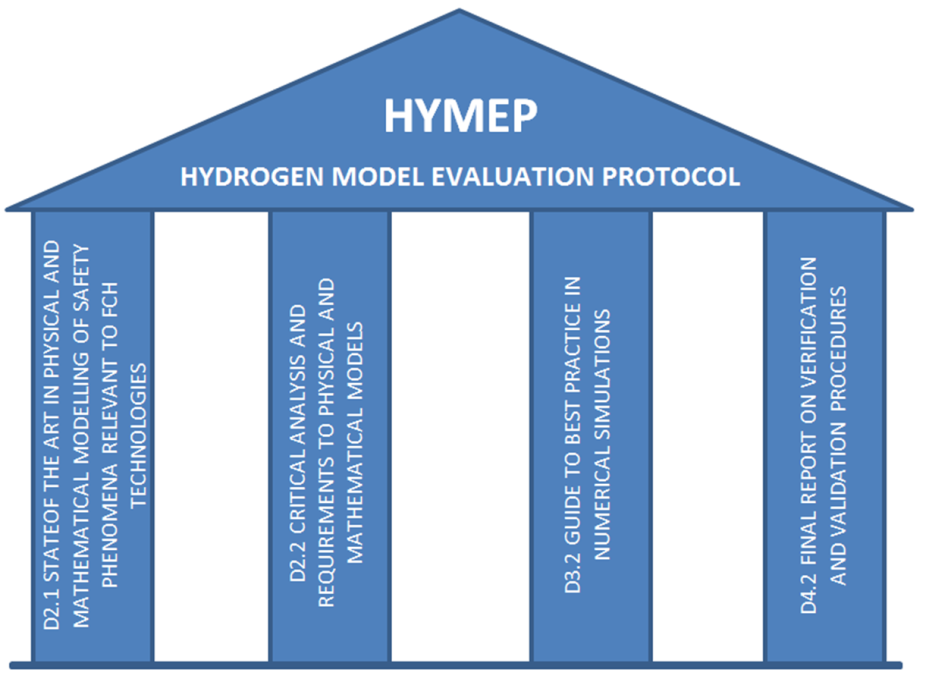 HYMEP
HYDROGEN MODEL EVALUATION PROTOCOL
D2.1 STATEOF THE ART IN PHYSICAL AND
MATHEMATICAL MODELLING OF SAFETY
PHENOMENA RELEVANT TO FCH
TECHNOLOGIES
D2.2 CRITICAL ANALYSIS AND
REQUIREMENTS TO PHYSICAL AND
MATHEMATICAL MODELS
D3.2 GUIDE TO BEST PRACTICE IN
NUMERICAL SIMULATIONS
D4.2 FINAL REPORT ON VERIFICATION
AND VALIDATION PROCEDURES